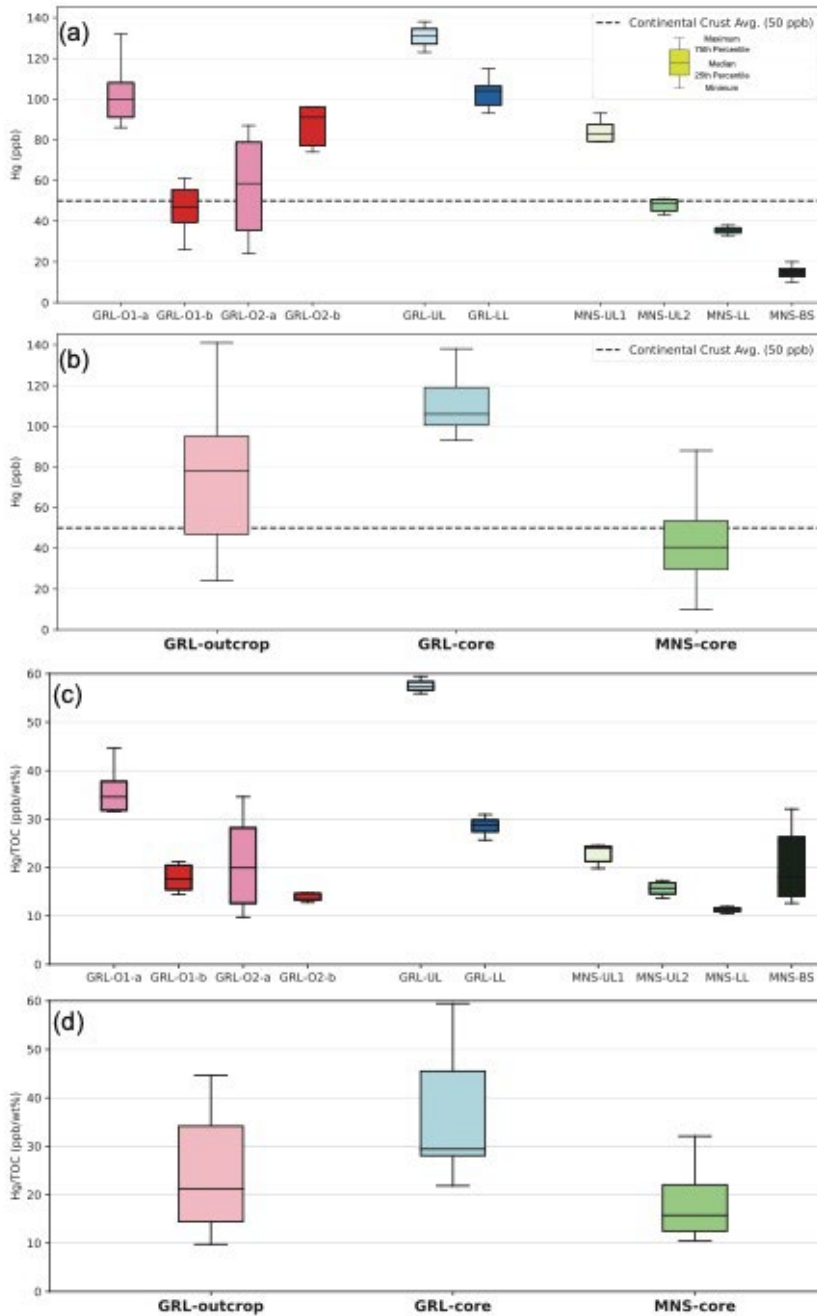 (a)
Continental Crust Avg. (50 ppb)
Maximum
75th Percentile
Median
25th Percentile
Minimum
Hg (ppb)
140
120
100
80
60
40
20
0
GRL-O1-a GRL-O1-b GRL-O2-a GRL-O2-b GRL-UL GRL-LL MNS-UL1 MNS-UL2 MNS-LL MNS-BS
(b)
Continental Crust Avg. (50 ppb)
Hg (ppb)
140
120
100
80
60
40
20
0
GRL-outcrop GRL-core MNS-core
(c)
Hg/TOC (ppb/wt%)
60
50
40
30
20
10
0
GRL-O1-a GRL-O1-b GRL-O2-a GRL-O2-b GRL-UL GRL-LL MNS-UL1 MNS-UL2 MNS-LL MNS-BS
(d)
Hg/TOC (ppb/wt%)
60
50
40
30
20
10
0
GRL-outcrop GRL-core MNS-core